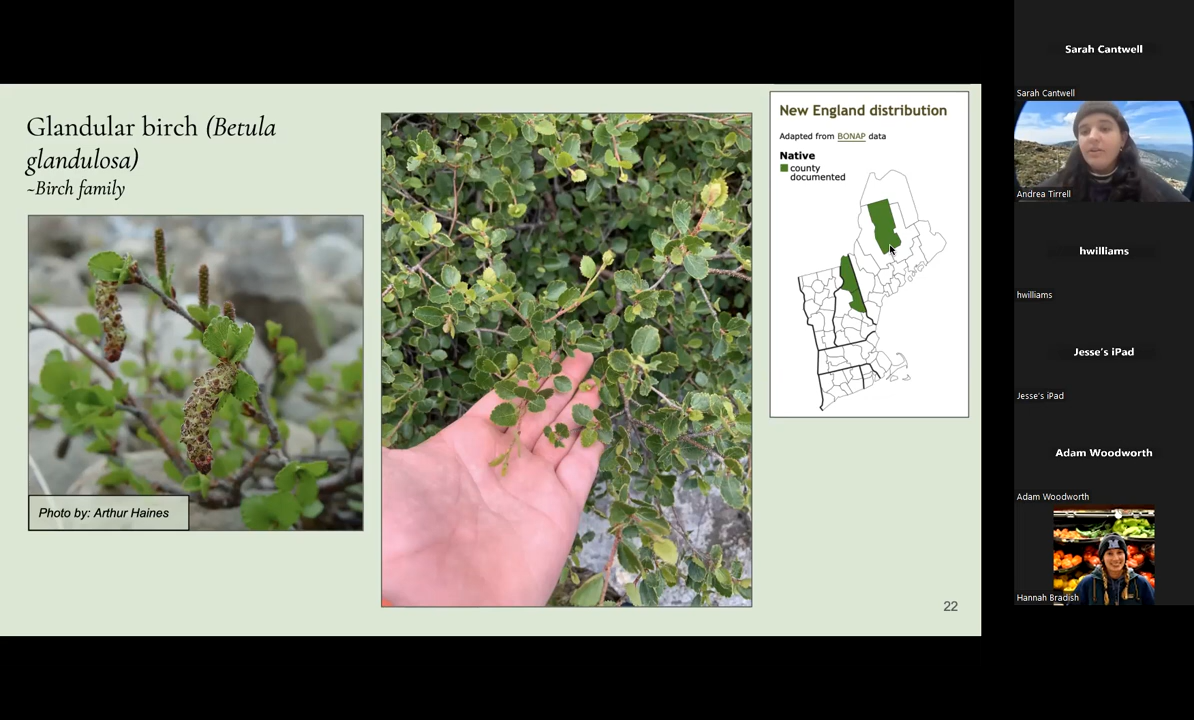 Glandular birch (Betula
glandulosa)
~Birch family
Photo by: Arthur Haines
New England distribution
Adapted from BONAP data
Native
county
documented
22
Sarah Cantwell
Sarah Cantwell
Andrea Tirrell
hwilliams
hwilliams
Jesse's iPad
Jesse's iPad
Adam Woodworth
Adam Woodworth
M
Hannah Bradish